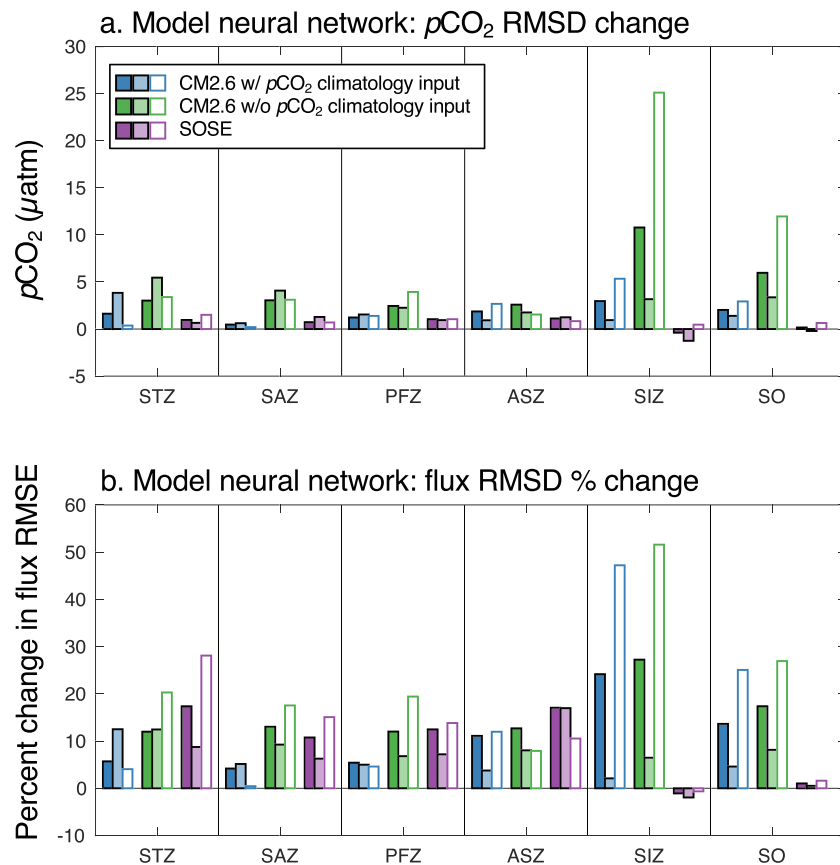 a. Model neural network: pCO₂ RMSD change
30
25
20
15
10
5
0
-5
pCO₂ (μatm)
CM2.6 w/ pCO₂ climatology input
CM2.6 w/o pCO₂ climatology input
SOSE
STZ SAZ PFZ ASZ SIZ SO
b. Model neural network: flux RMSD % change
60
50
40
30
20
10
0
-10
Percent change in flux RMSE
STZ SAZ PFZ ASZ SIZ SO